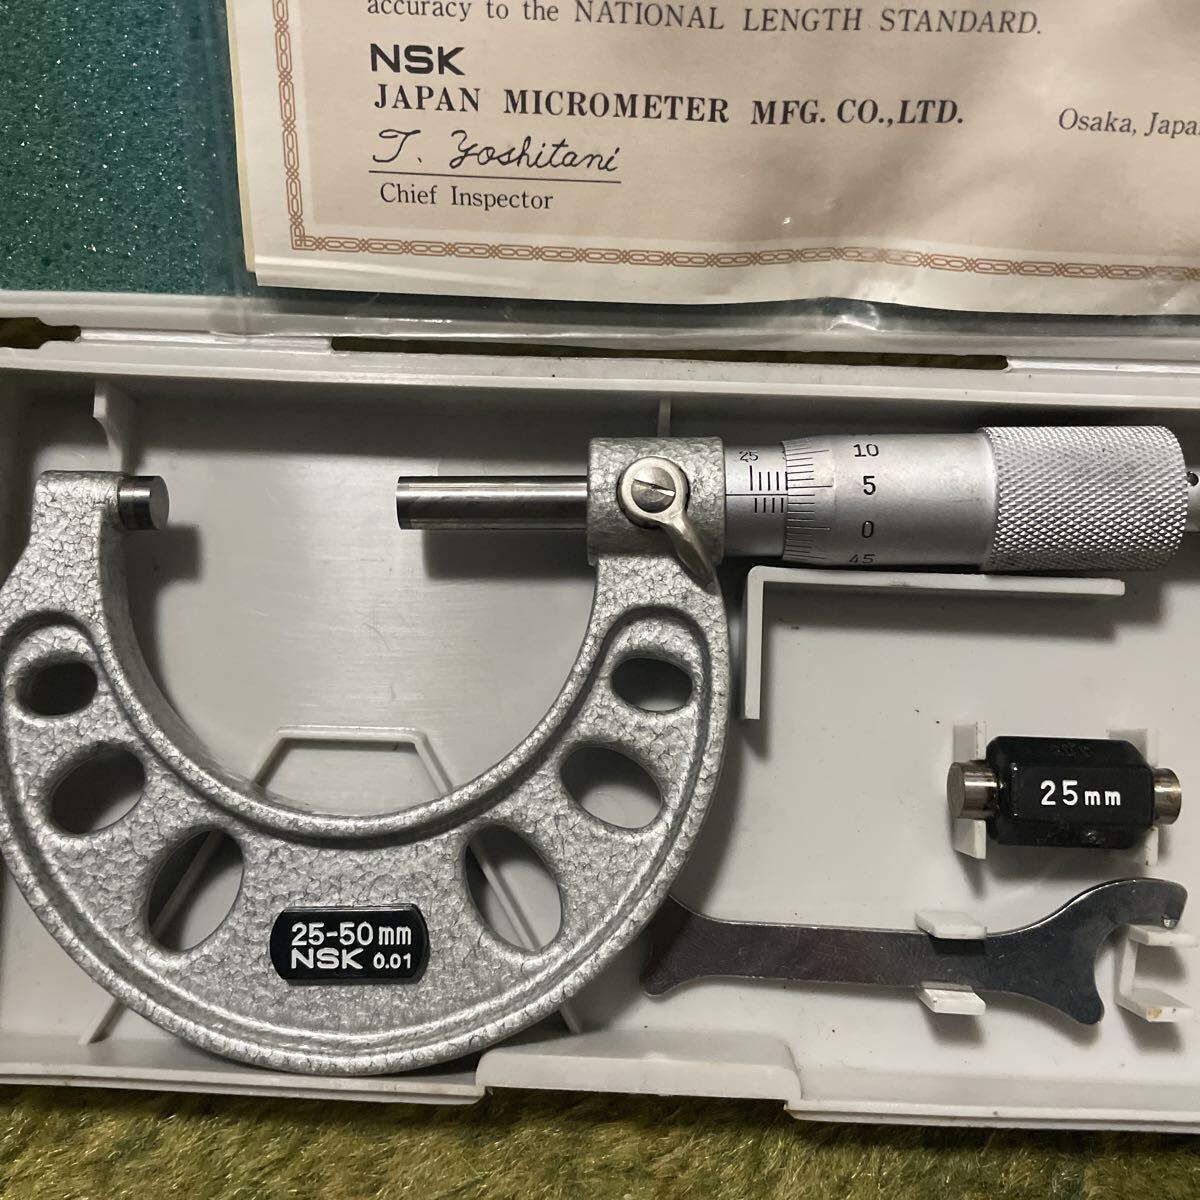 accuracy to the NATIONAL LENGTH STANDARD.
NSK
JAPAN MICROMETER MFG. CO.,LTD.
Osaka, Japa
T. Yoshitani
Chief Inspector
25
10
5
0
45
25mm
25-50mm
NSK 0.01